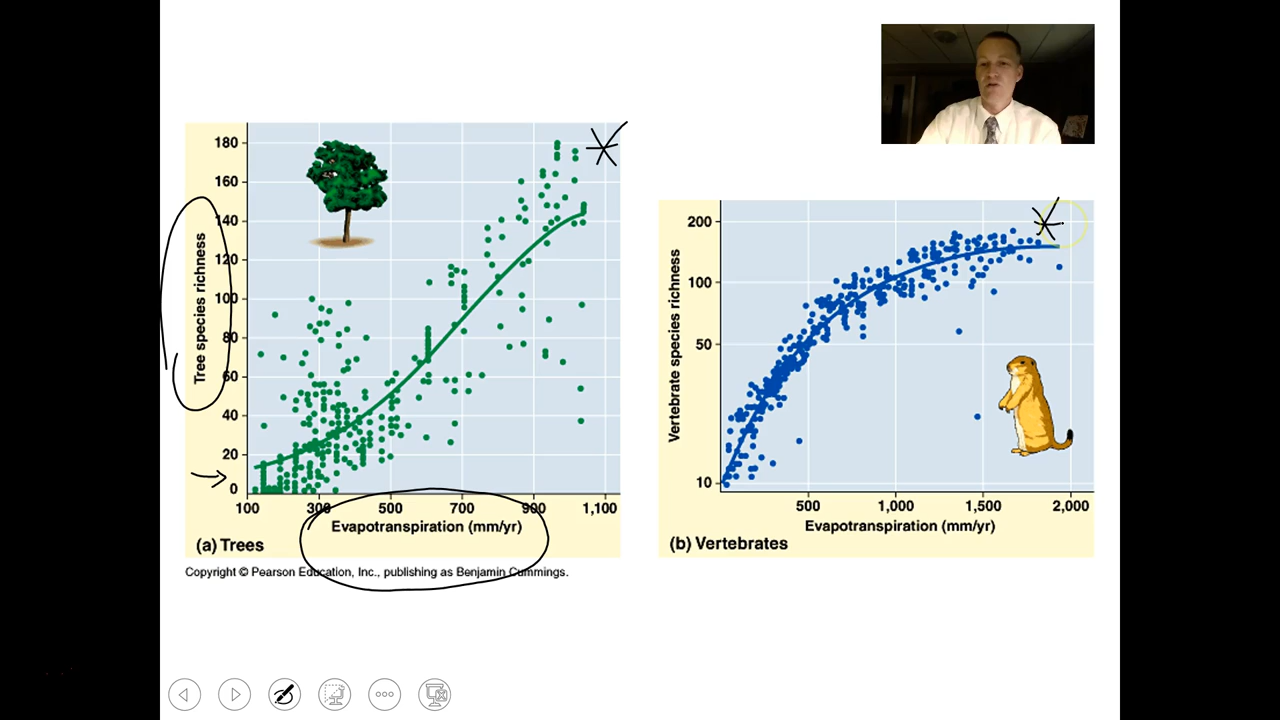 180
160
140
120
100
80
60
40
20
0
Tree species richness
100 300 500 700 900 1,100
Evapotranspiration (mm/yr)
(a) Trees
Copyright © Pearson Education, Inc., publishing as Benjamin Cummings.
200
100
50
10
Vertebrate species richness
500 1,000 1,500 2,000
Evapotranspiration (mm/yr)
(b) Vertebrates